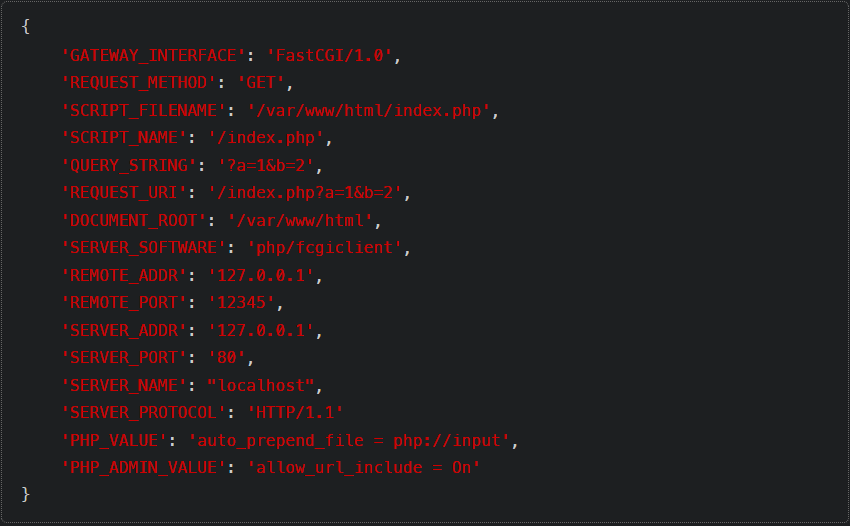 {
    'GATEWAY_INTERFACE': 'FastCGI/1.0',
    'REQUEST_METHOD': 'GET',
    'SCRIPT_FILENAME': '/var/www/html/index.php',
    'SCRIPT_NAME': '/index.php',
    'QUERY_STRING': '?a=1&b=2',
    'REQUEST_URI': '/index.php?a=1&b=2',
    'DOCUMENT_ROOT': '/var/www/html',
    'SERVER_SOFTWARE': 'php/fcgiclient',
    'REMOTE_ADDR': '127.0.0.1',
    'REMOTE_PORT': '12345',
    'SERVER_ADDR': '127.0.0.1',
    'SERVER_PORT': '80',
    'SERVER_NAME': "localhost",
    'SERVER_PROTOCOL': 'HTTP/1.1'
    'PHP_VALUE': 'auto_prepend_file = php://input',
    'PHP_ADMIN_VALUE': 'allow_url_include = On'
}